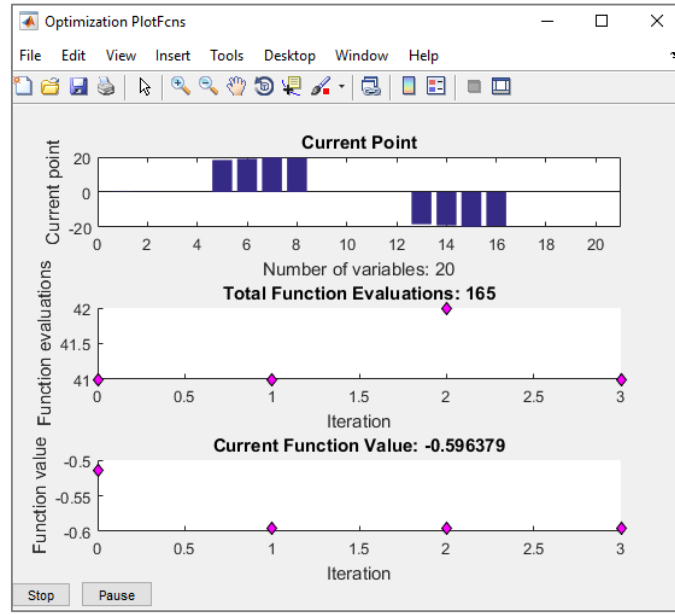 Optimization PlotFcns
File Edit View Insert Tools Desktop Window Help
Current Point
Current point
20
0
-20
0 2 4 6 8 10 12 14 16 18 20
Number of variables: 20
Total Function Evaluations: 165
Function evaluations
42
41.5
41
0 0.5 1 1.5 2 2.5 3
Iteration
Current Function Value: -0.596379
Function value
-0.5
-0.55
-0.6
0 0.5 1 1.5 2 2.5 3
Iteration
Stop Pause